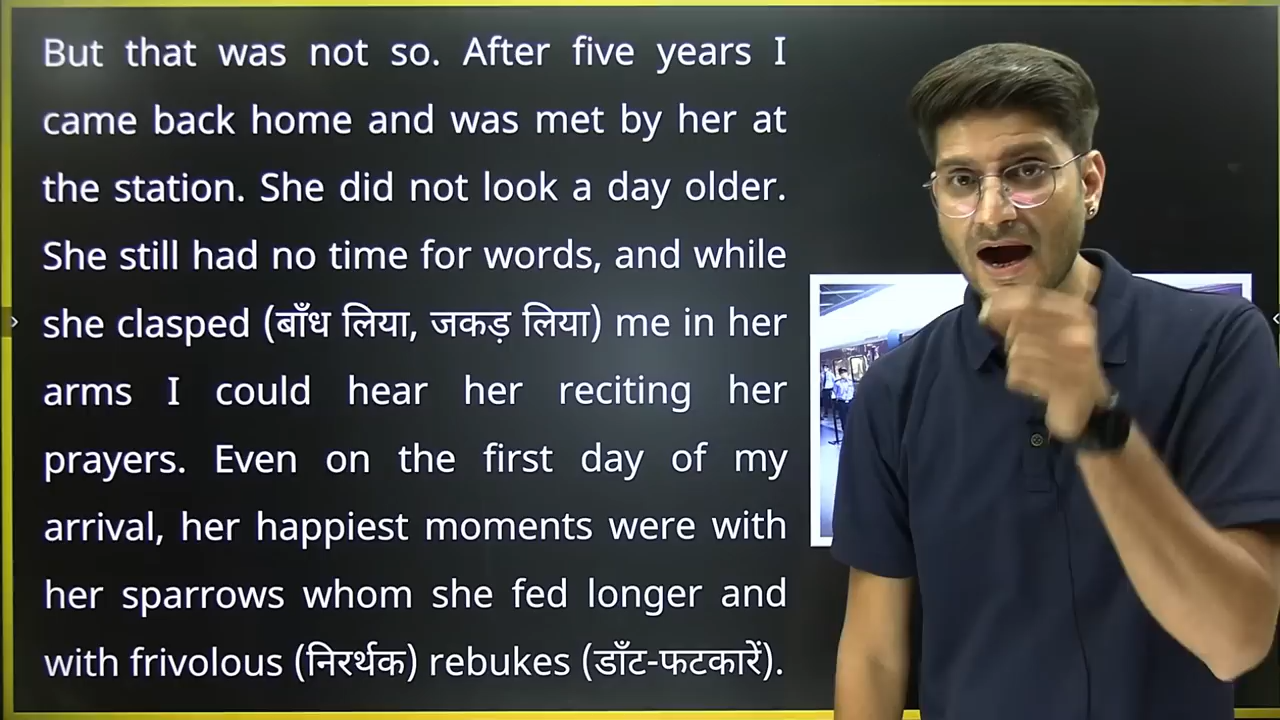 But that was not so. After five years I
came back home and was met by her at
the station. She did not look a day older.
She still had no time for words, and while
she clasped (बाँध लिया, जकड़ लिया) me in her
arms I could hear her reciting her
prayers. Even on the first day of my
arrival, her happiest moments were with
her sparrows whom she fed longer and
with frivolous (निरर्थक) rebukes (डाँट-फटकारें).